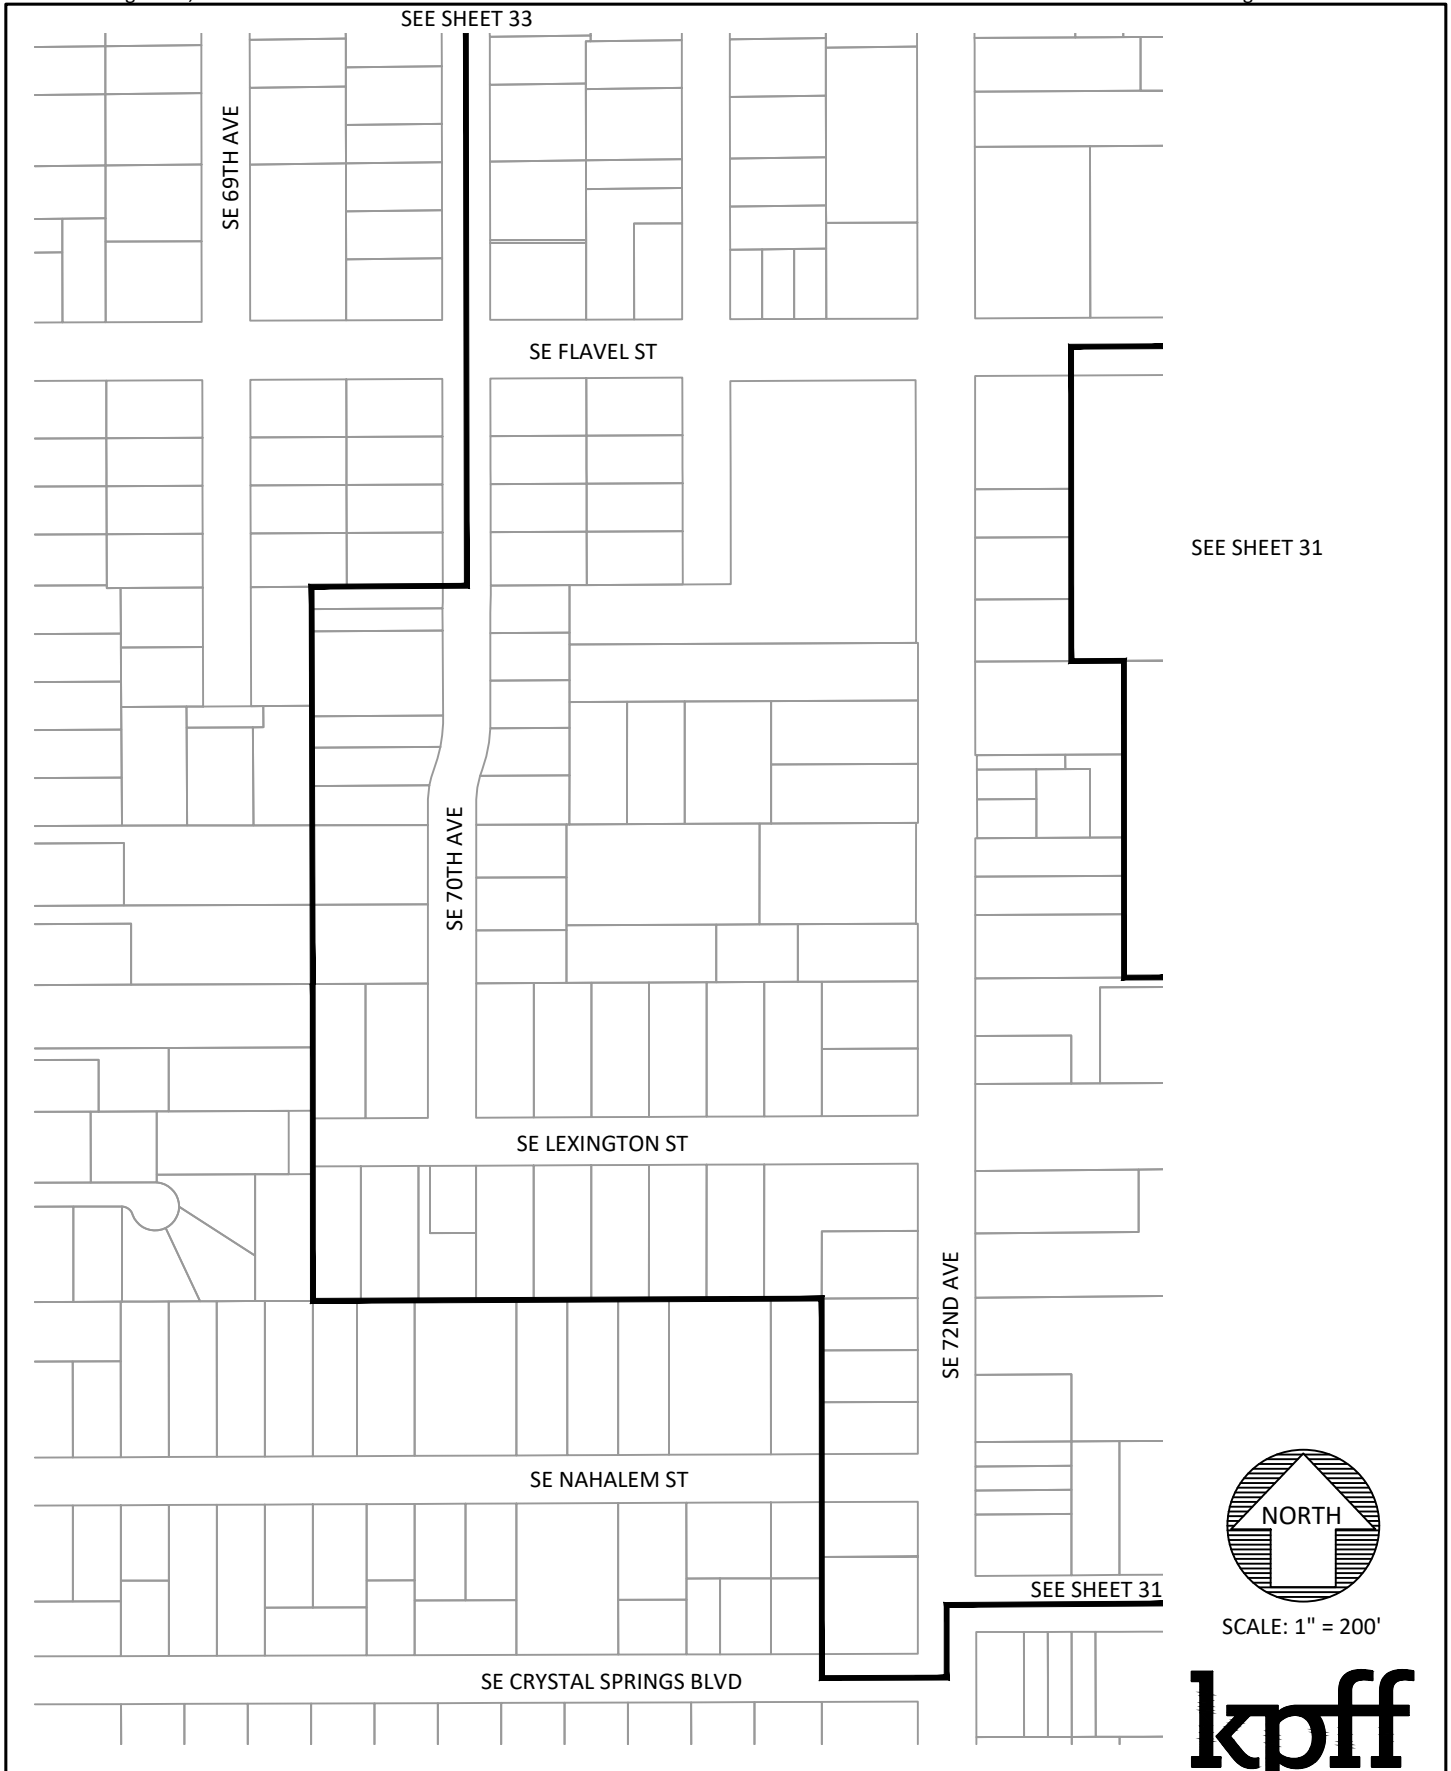 SEE SHEET 33
SE 69TH AVE
SE FLAVEL ST
SEE SHEET 31
SE 70TH AVE
SE LEXINGTON ST
SE 72ND AVE
SE NAHALEM ST
NORTH
SEE SHEET 31
SCALE: 1" = 200'
SE CRYSTAL SPRINGS BLVD
kpff